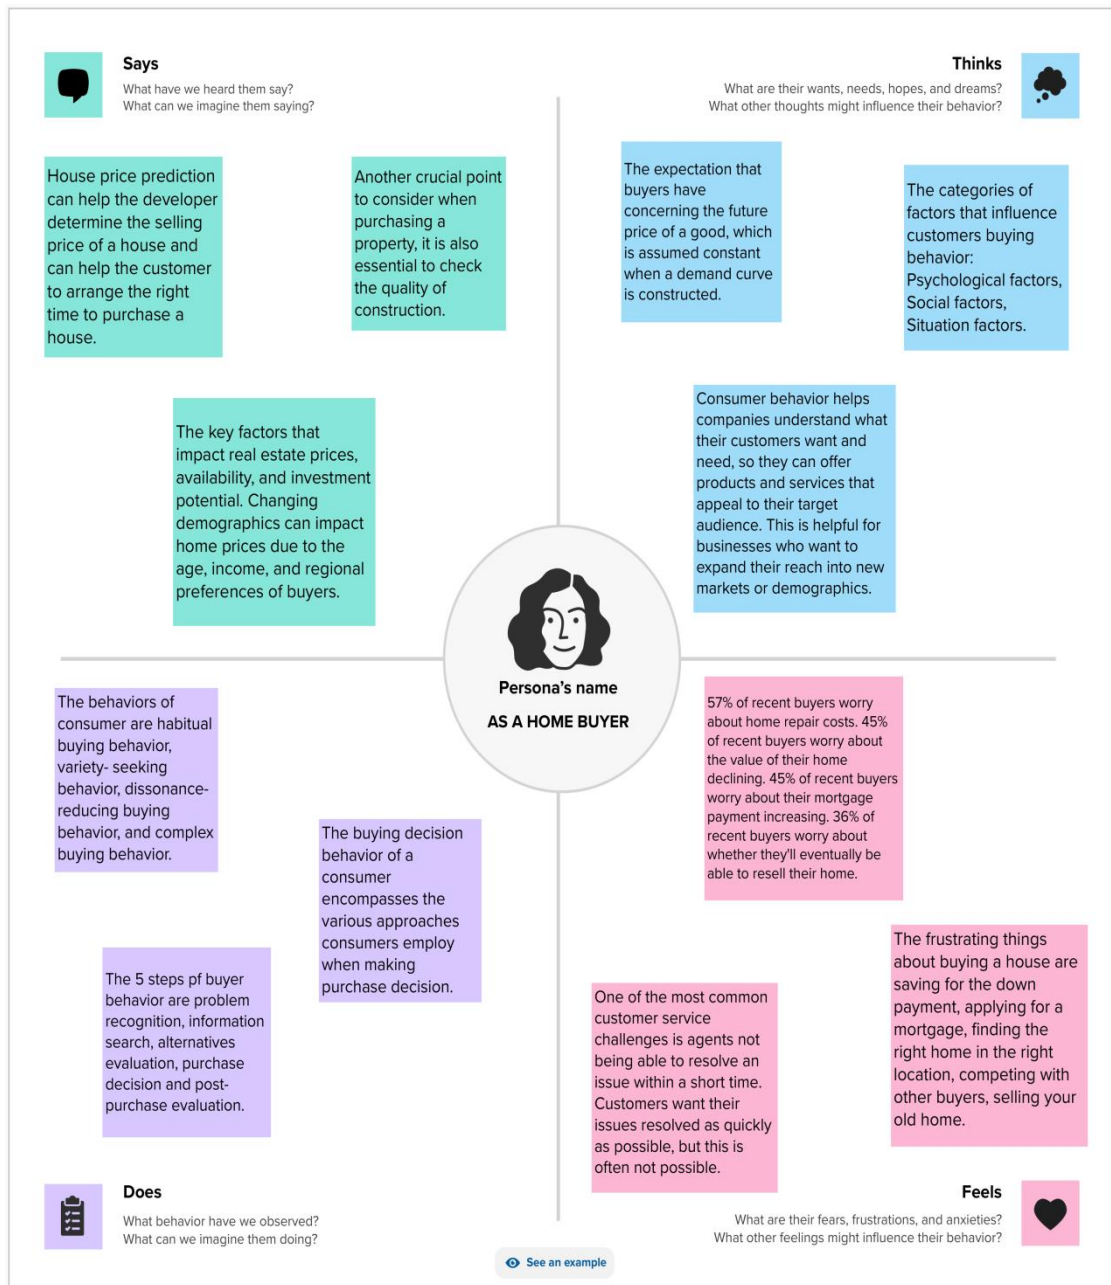 Says
What have we heard them say?
What can we imagine them saying?
House price prediction
can help the developer
determine the selling
price of a house and
can help the customer
to arrange the right
time to purchase a
house.
Another crucial point
to consider when
purchasing a
property, it is also
essential to check
the quality of
construction.
The key factors that
impact real estate prices,
availability, and investment
potential. Changing
demographics can impact
home prices due to the
age, income, and regional
preferences of buyers.
Thinks
What are their wants, needs, hopes, and dreams?
What other thoughts might influence their behavior?
The expectation that
buyers have
concerning the future
price of a good, which
is assumed constant
when a demand curve
is constructed.
The categories of
factors that influence
customers buying
behavior:
Psychological factors,
Social factors,
Situation factors.
Consumer behavior helps
companies understand what
their customers want and
need, so they can offer
products and services that
appeal to their target
audience. This is helpful for
businesses who want to
expand their reach into new
markets or demographics.
Persona's name
AS A HOME BUYER
The behaviors of
consumer are habitual
buying behavior,
variety- seeking
behavior, dissonance-
reducing buying
behavior, and complex
buying behavior.
The buying decision
behavior of a
consumer
encompasses the
various approaches
consumers employ
when making
purchase decision.
The 5 steps pf buyer
behavior are problem
recognition, information
search, alternatives
evaluation, purchase
decision and post-
purchase evaluation.
Does
What behavior have we observed?
What can we imagine them doing?
57% of recent buyers worry
about home repair costs. 45%
of recent buyers worry about
the value of their home
declining. 45% of recent buyers
worry about their mortgage
payment increasing. 36% of
recent buyers worry about
whether they'll eventually be
able to resell their home.
The frustrating things
about buying a house are
saving for the down
payment, applying for a
mortgage, finding the
right home in the right
location, competing with
other buyers, selling your
old home.
One of the most common
customer service
challenges is agents not
being able to resolve an
issue within a short time.
Customers want their
issues resolved as quickly
as possible, but this is
often not possible.
Feels
What are their fears, frustrations, and anxieties?
What other feelings might influence their behavior?
See an example